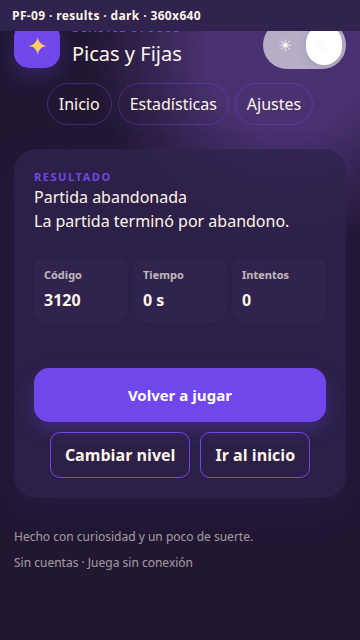 PF-09 · results · dark · 360x640
Picas y Fijas
Inicio
Estadísticas
Ajustes
RESULTADO
Partida abandonada
La partida terminó por abandono.
Código
Tiempo
Intentos
3120
0 s
0
Volver a jugar
Cambiar nivel
Ir al inicio
Hecho con curiosidad y un poco de suerte.
Sin cuentas · Juega sin conexión